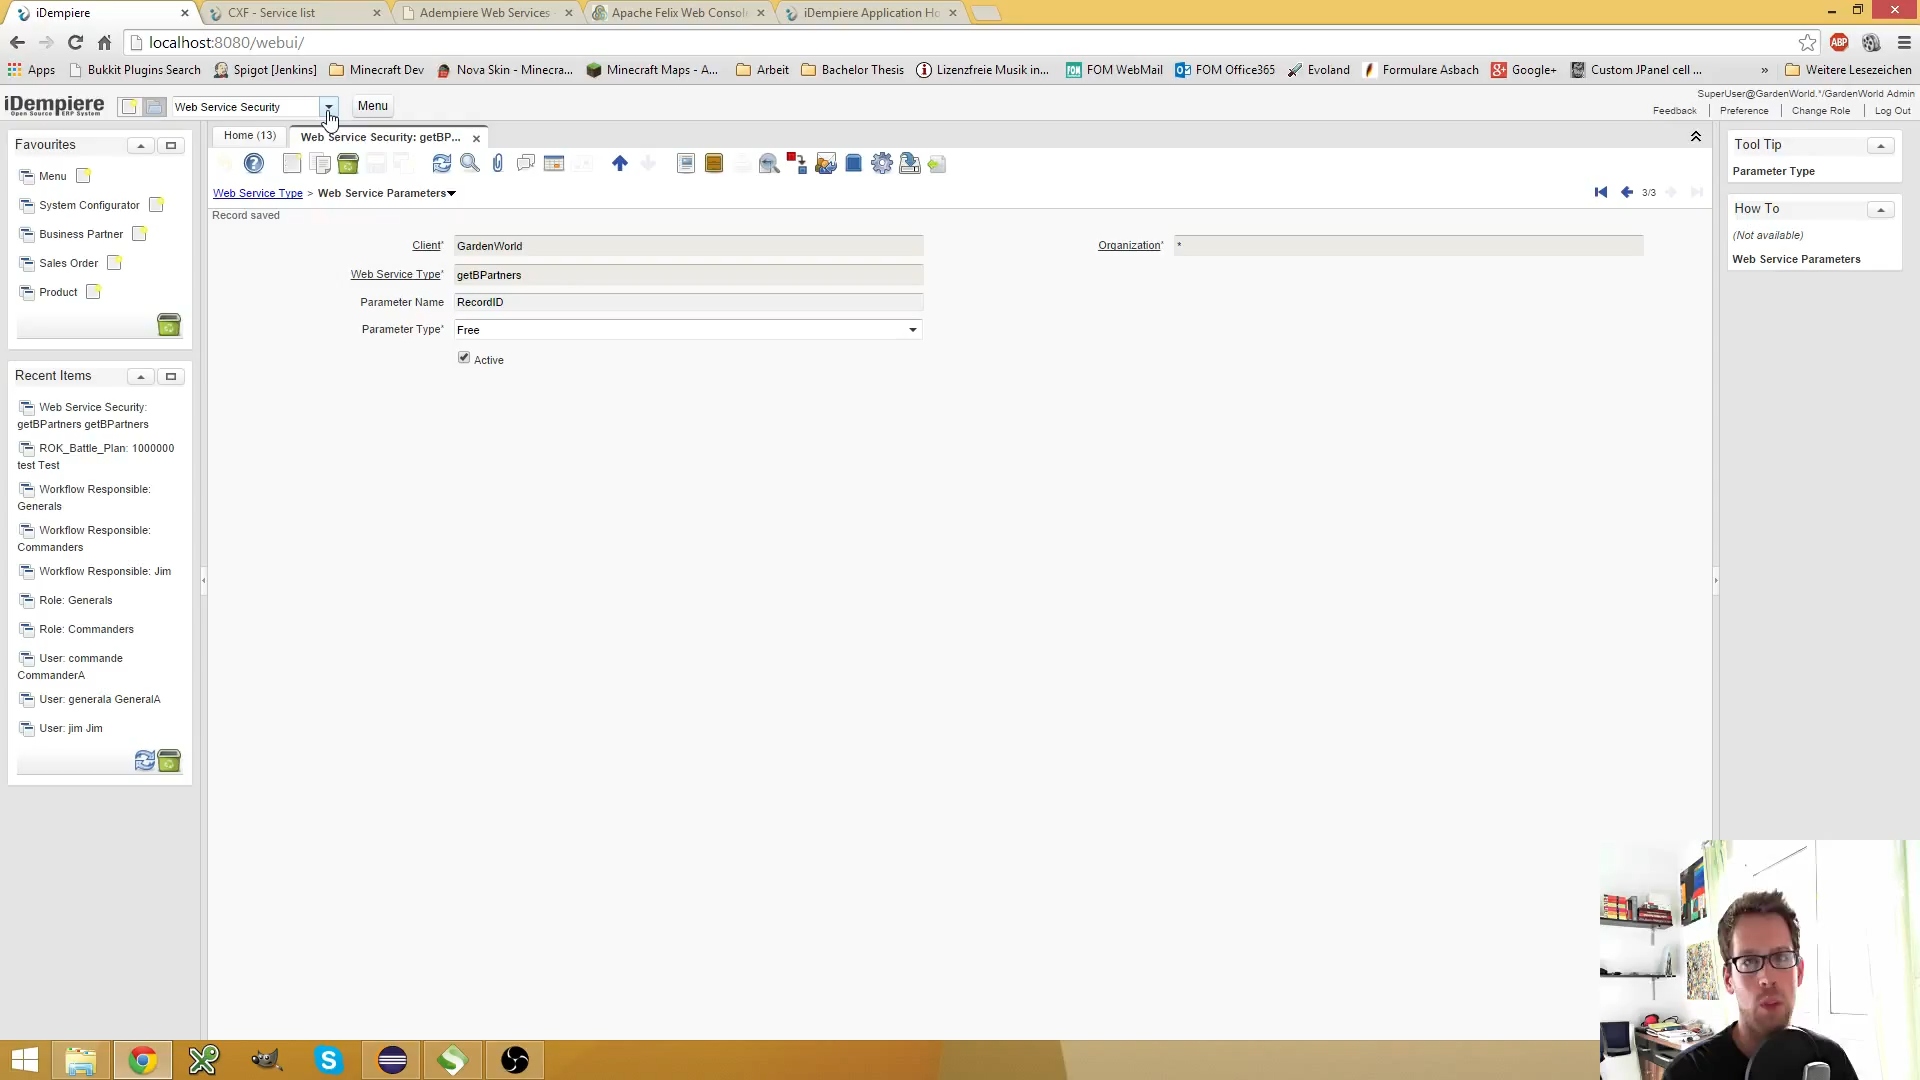 iDempiere
CXF - Service list
Adempiere Web Services -
Apache Felix Web Consol
iDempiere Application Ho
localhost:8080/webui/
Apps
Bukkit Plugins Search
Spigot [Jenkins]
Minecraft Dev
Nova Skin - Minecra...
Minecraft Maps - A...
Arbeit
Bachelor Thesis
Lizenzfreie Musik in...
FOM WebMail
FOM Office365
Evoland
Formulare Asbach
Google+
Custom JPanel cell ...
»
Weitere Lesezeichen
iDempiere
Open Source ERP System
Web Service Security
Menu
SuperUser@GardenWorld.*/GardenWorld Admin
Feedback | Preference | Change Role | Log Out
Favourites
Menu
System Configurator
Business Partner
Sales Order
Product
Recent Items
Web Service Security:
getBPartners getBPartners
ROK_Battle_Plan: 1000000
test Test
Workflow Responsible:
Generals
Workflow Responsible:
Commanders
Workflow Responsible: Jim
Role: Generals
Role: Commanders
User: commande
CommanderA
User: generala GeneralA
User: jim Jim
Home (13)
Web Service Security: getBP...
Web Service Type > Web Service Parameters
3/3
Record saved
Client* GardenWorld
Organization* *
Web Service Type* getBPartners
Parameter Name RecordID
Parameter Type* Free
Active
Tool Tip
Parameter Type
How To
(Not available)
Web Service Parameters